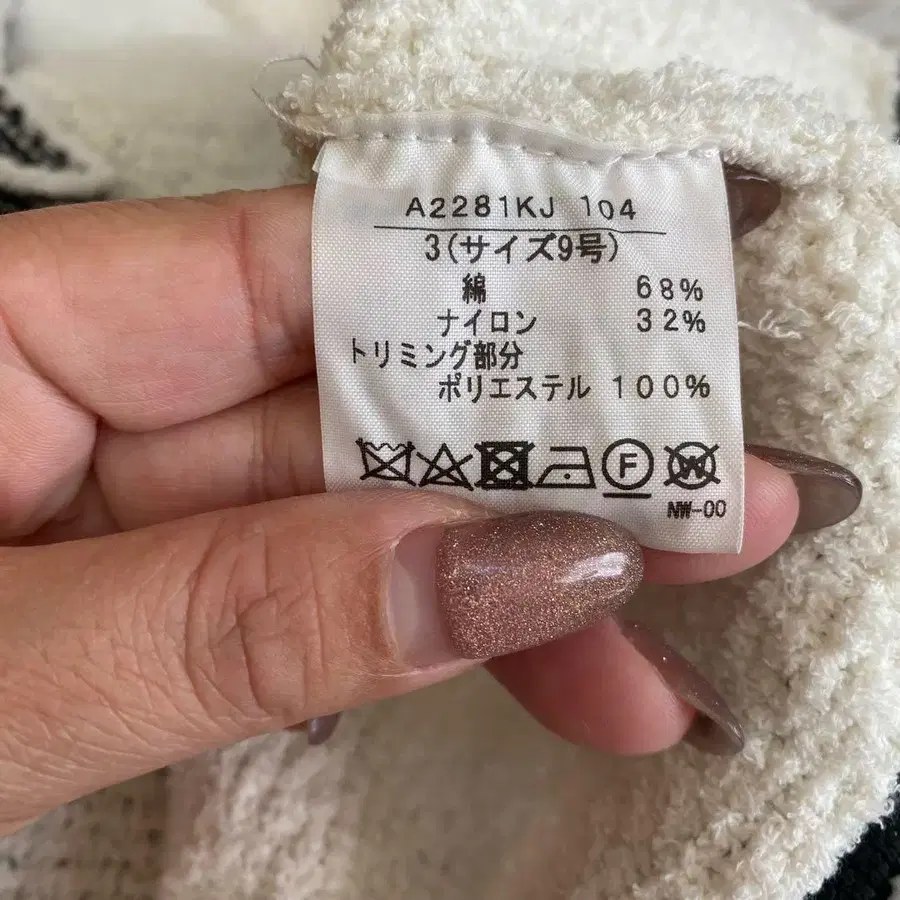 A2281KJ 104
3(サイズ9号)
綿 68%
ナイロン 32%
トリミング部分
ポリエステル 100%
F W
NW-00